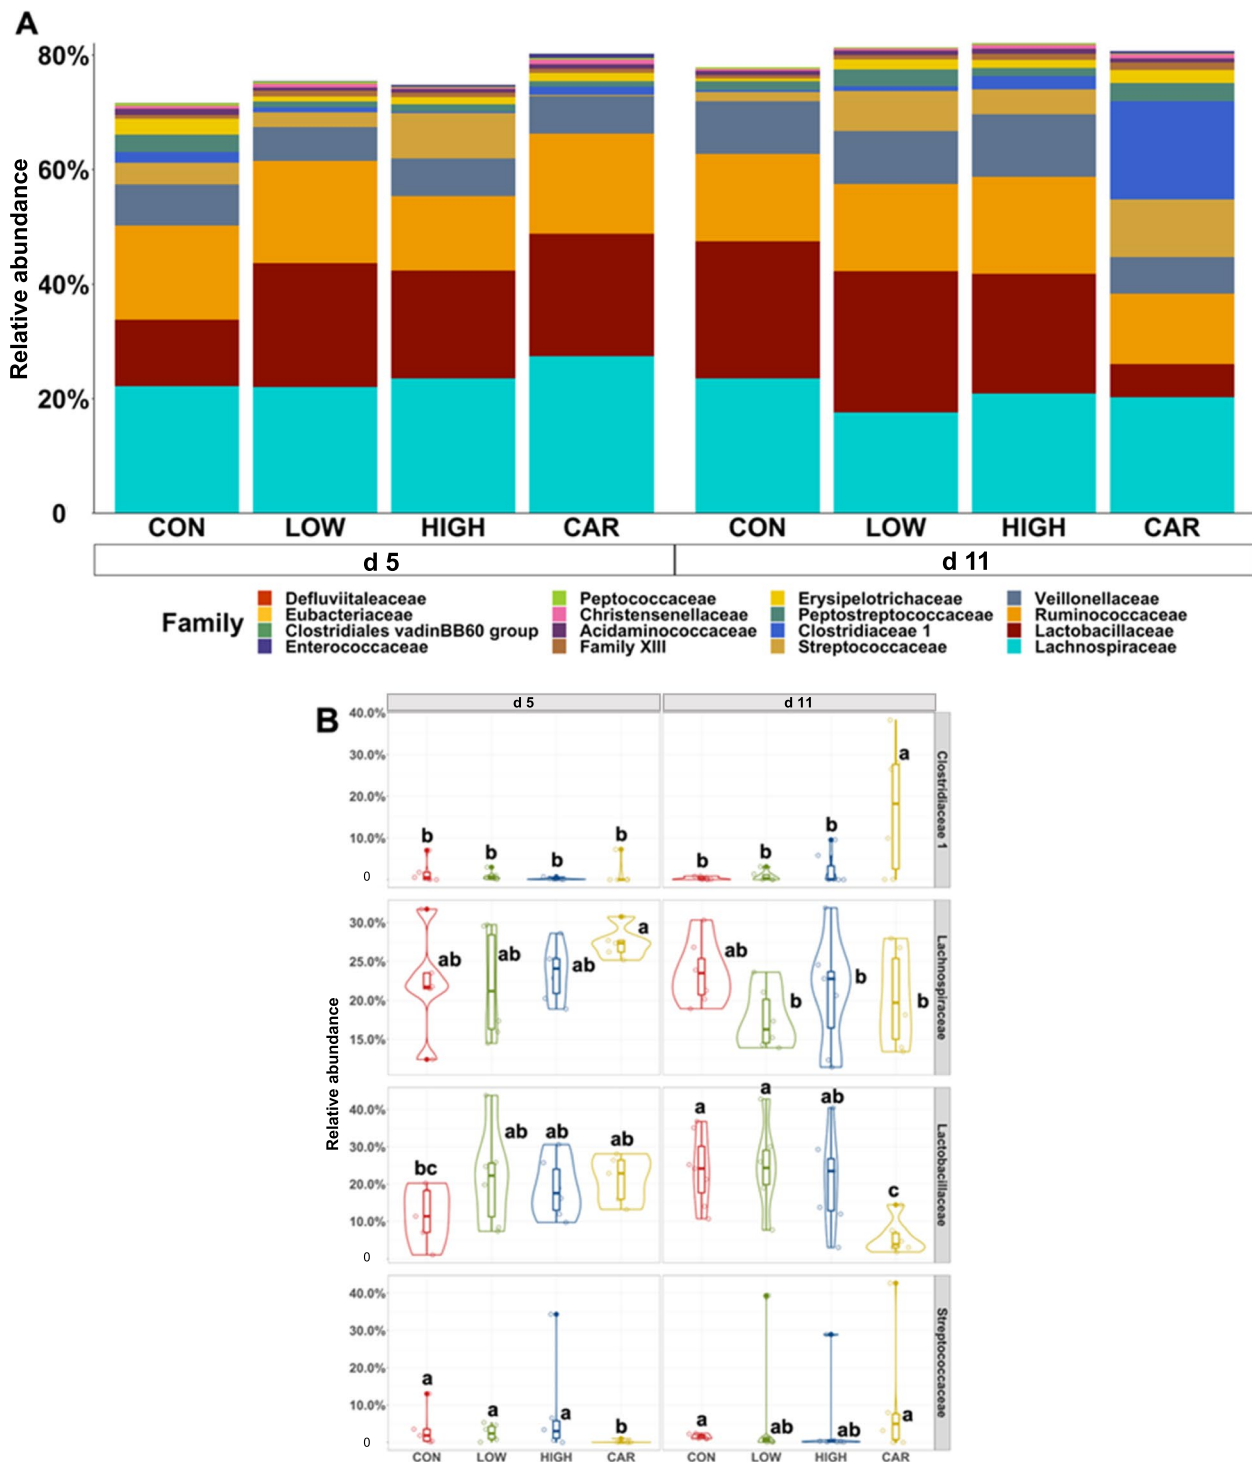 A
Relative abundance
80%
60%
40%
20%
0
CON LOW HIGH CAR CON LOW HIGH CAR
d 5 d 11
Family
Defluviitaleaceae Peptococcaceae Erysipelotrichaceae Veillonellaceae
Eubacteriaceae Christensenellaceae Peptostreptococcaceae Ruminococcaceae
Clostridiales vadinBB60 group Acidaminococcaceae Clostridiaceae 1 Lactobacillaceae
Enterococcaceae Family XIII Streptococcaceae Lachnospiraceae
B
d 5 d 11
Relative abundance
40.0%
30.0%
20.0%
10.0%
0
b b b b b b b a
Clostridiaceae 1
30.0%
25.0%
20.0%
15.0%
ab ab ab a ab b b b
Lachnospiraceae
40.0%
30.0%
20.0%
10.0%
0
bc ab ab ab a a ab c
Lactobacillaceae
40.0%
30.0%
20.0%
10.0%
0
a a a b a ab ab a
Streptococcaceae
CON LOW HIGH CAR CON LOW HIGH CAR